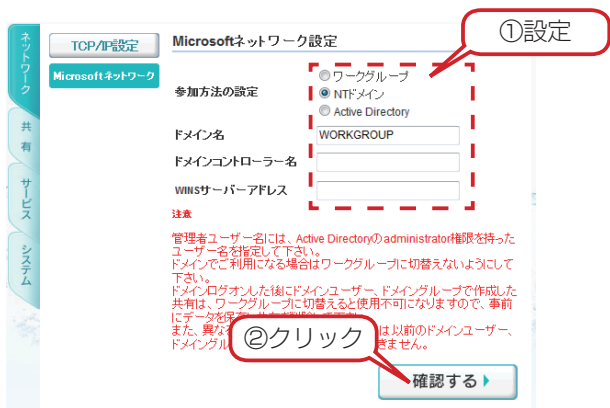 ①設定
ネットワーク
共有
サービス
システム
TCP/IP設定
Microsoftネットワーク
Microsoftネットワーク設定
参加方法の設定
ワークグループ
NTドメイン
Active Directory
ドメイン名
WORKGROUP
ドメインコントローラー名
WINSサーバーアドレス
注意
管理者ユーザー名には、Active Directoryのadministrator権限を持った
ユーザー名を指定して下さい。
ドメインでご利用になる場合はワークグループに切替えないようにして
下さい。
ドメインログオンした後にドメインユーザー、ドメイングループで作成した
共有は、ワークグループに切替えると使用不可になりますので、事前
にデータを保存し
また、異な は以前のドメインユーザー、
ドメイングル ぎません。
②クリック
確認する